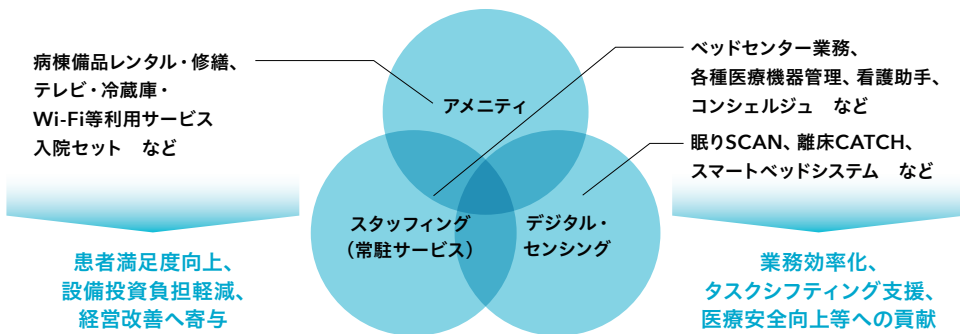 病棟備品レンタル・修繕、
テレビ・冷蔵庫・
Wi-Fi等利用サービス
入院セット　など
患者満足度向上、
設備投資負担軽減、
経営改善へ寄与
アメニティ
スタッフィング
（常駐サービス）
デジタル・
センシング
ベッドセンター業務、
各種医療機器管理、看護助手、
コンシェルジュ　など
眠りSCAN、離床CATCH、
スマートベッドシステム　など
業務効率化、
タスクシフティング支援、
医療安全向上等への貢献